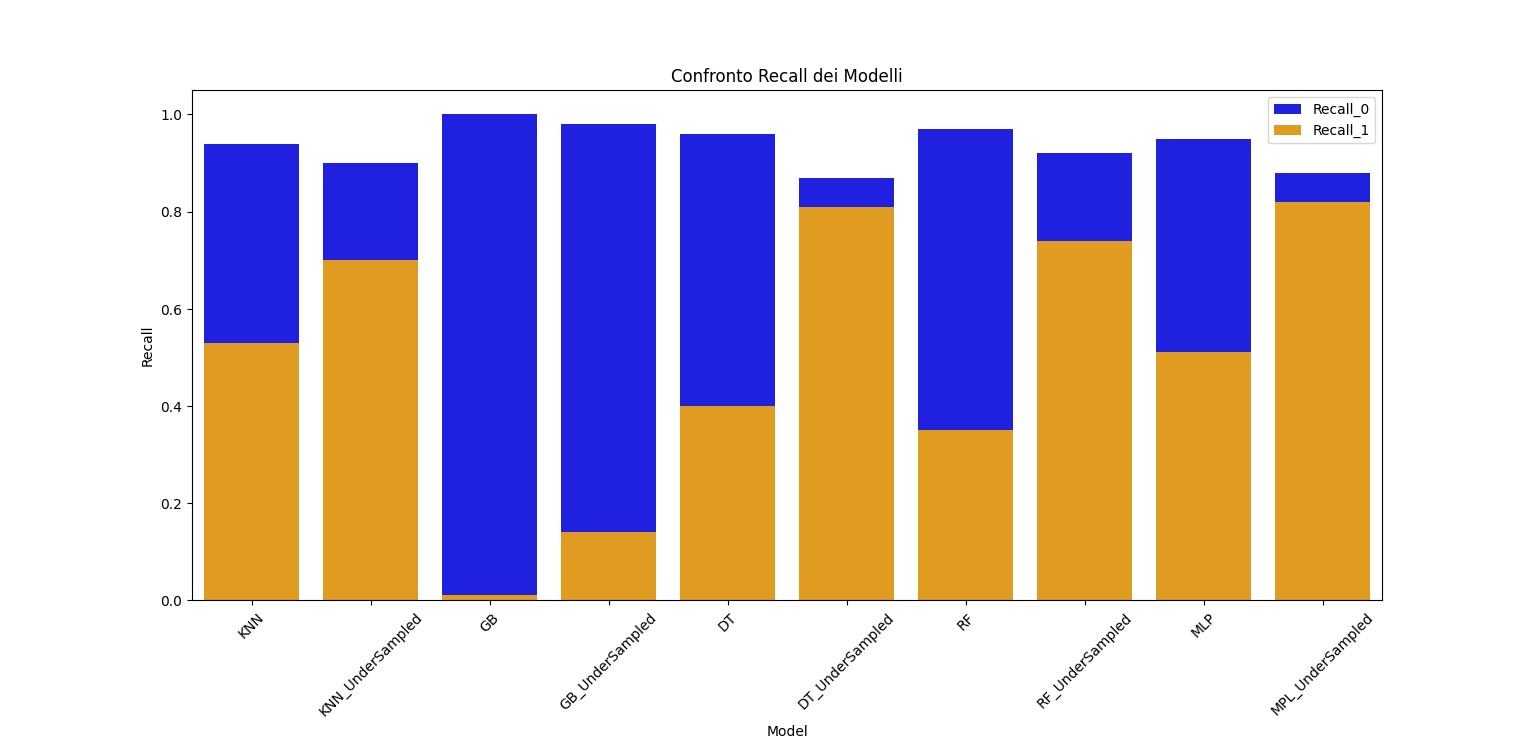 Confronto Recall dei Modelli
Recall_0
Recall_1
1.0
0.8
0.6
0.4
0.2
0.0
Recall
KNN
KNN_UnderSampled
GB
GB_UnderSampled
DT
DT_UnderSampled
RF
RF_UnderSampled
MLP
MPL_UnderSampled
Model